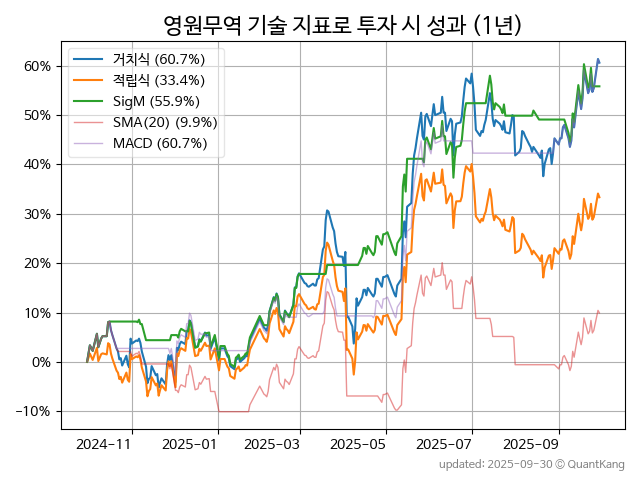 영원무역 기술 지표로 투자 시 성과 (1년)
거치식 (60.7%)
적립식 (33.4%)
SigM (55.9%)
SMA(20) (9.9%)
MACD (60.7%)
60%
50%
40%
30%
20%
10%
0%
−10%
2024-11 2025-01 2025-03 2025-05 2025-07 2025-09
updated: 2025-09-30 © QuantKang